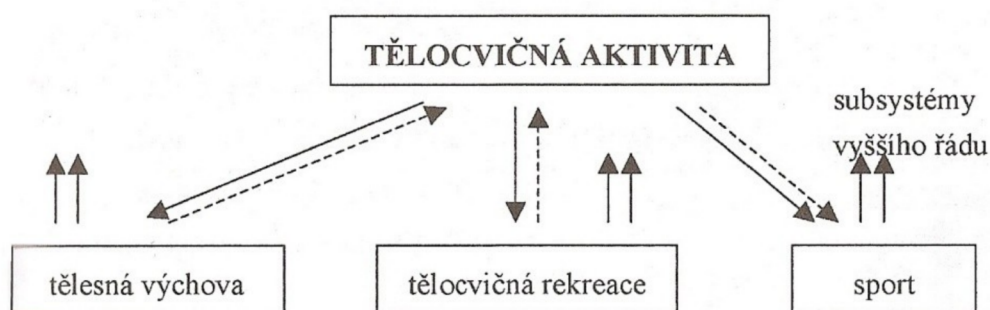 TĚLOCVIČNÁ AKTIVITA
subsystémy
vyššího řádu
tělesná výchova
tělocvičná rekreace
sport